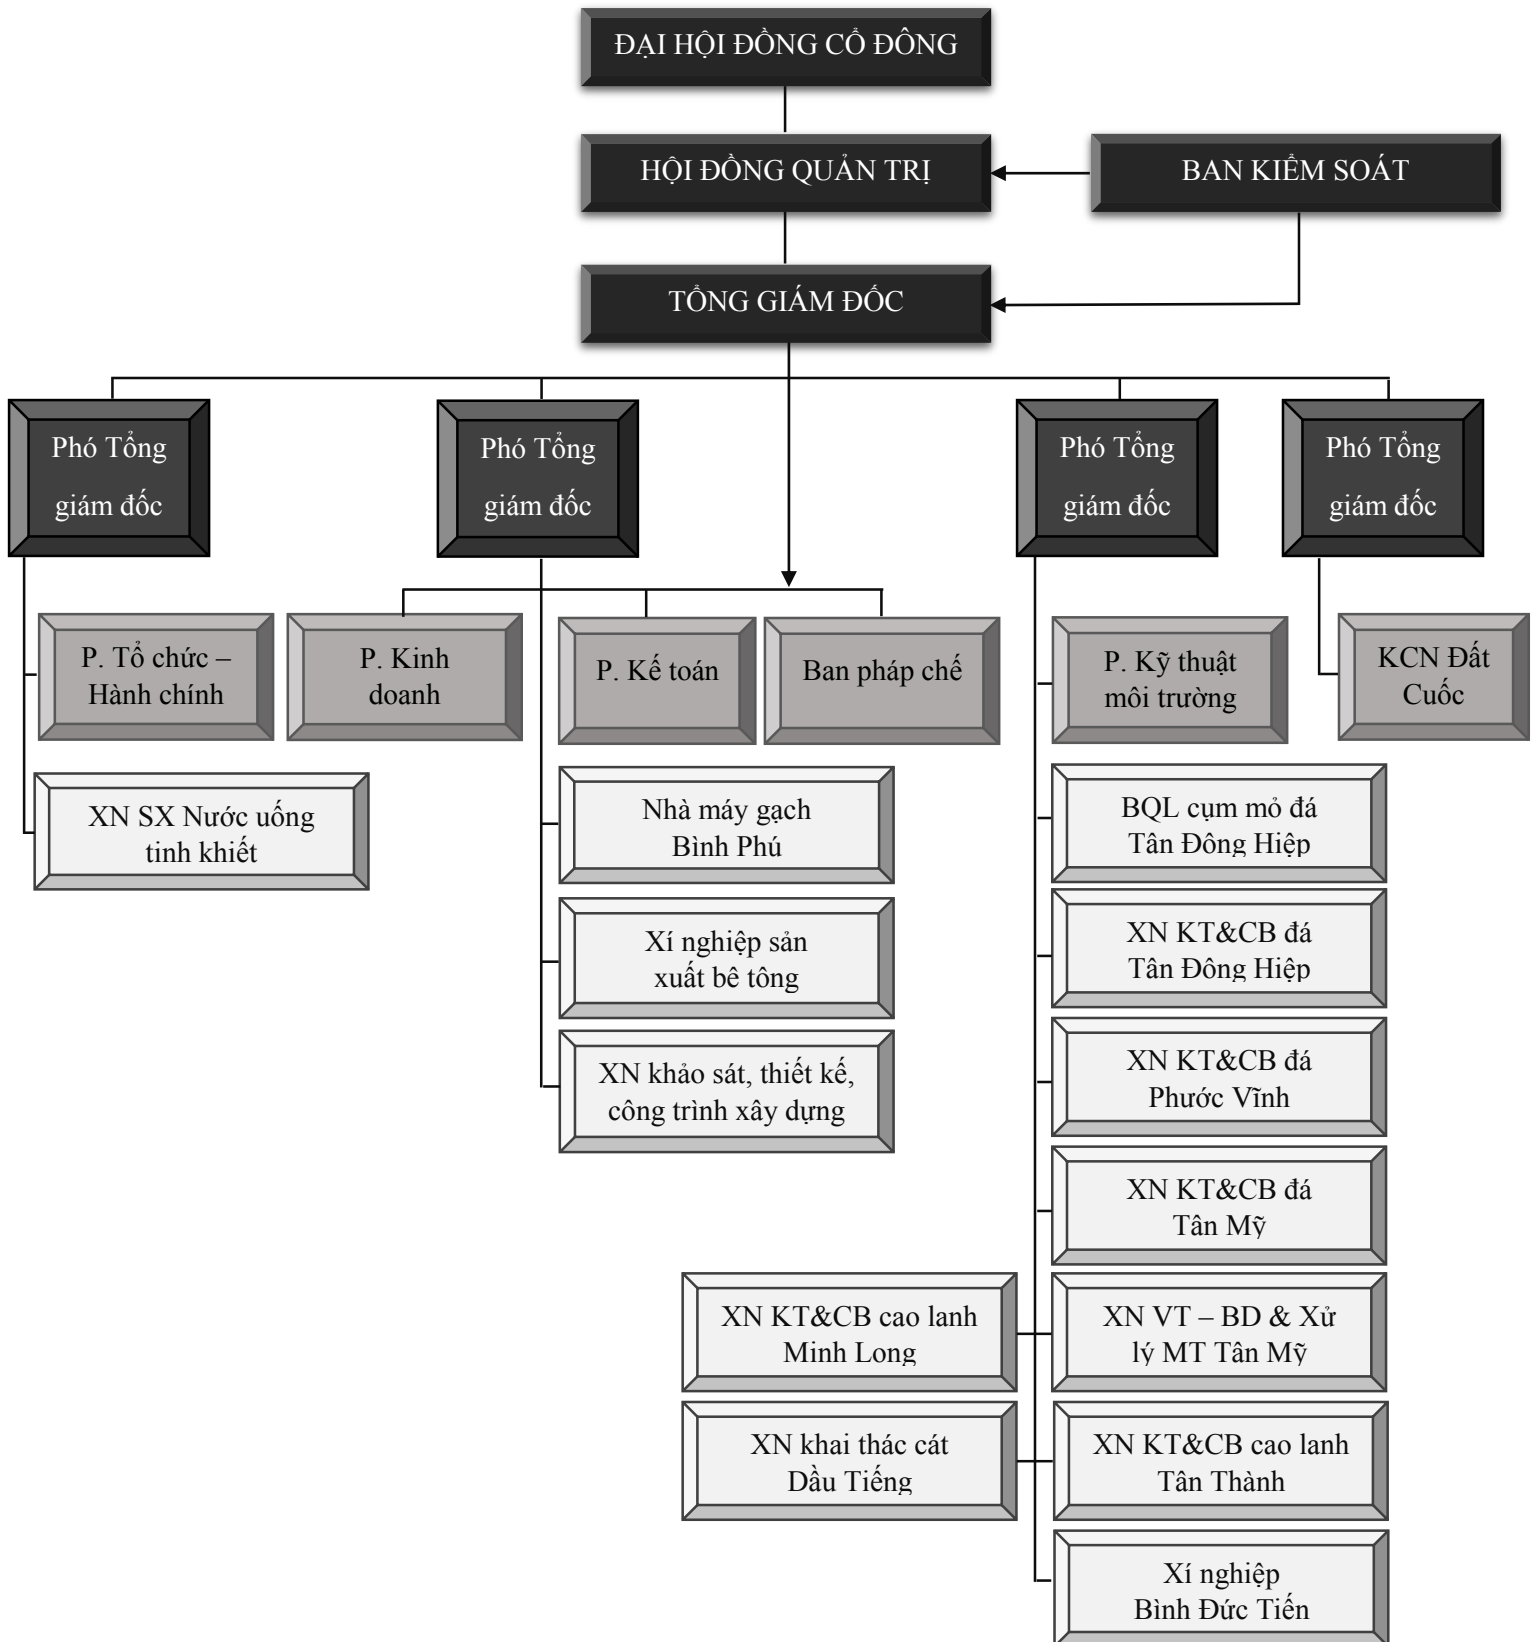 ĐẠI HỘI ĐỒNG CỔ ĐÔNG
HỘI ĐỒNG QUẢN TRỊ
BAN KIỂM SOÁT
TỔNG GIÁM ĐỐC
Phó Tổng
giám đốc
Phó Tổng
giám đốc
Phó Tổng
giám đốc
Phó Tổng
giám đốc
P. Tổ chức –
Hành chính
P. Kinh
doanh
P. Kế toán
Ban pháp chế
P. Kỹ thuật
môi trường
KCN Đất
Cuốc
XN SX Nước uống
tinh khiết
Nhà máy gạch
Bình Phú
BQL cụm mỏ đá
Tân Đông Hiệp
Xí nghiệp sản
xuất bê tông
XN KT&CB đá
Tân Đông Hiệp
XN khảo sát, thiết kế,
công trình xây dựng
XN KT&CB đá
Phước Vĩnh
XN KT&CB đá
Tân Mỹ
XN KT&CB cao lanh
Minh Long
XN VT – BD & Xử
lý MT Tân Mỹ
XN khai thác cát
Dầu Tiếng
XN KT&CB cao lanh
Tân Thành
Xí nghiệp
Bình Đức Tiến